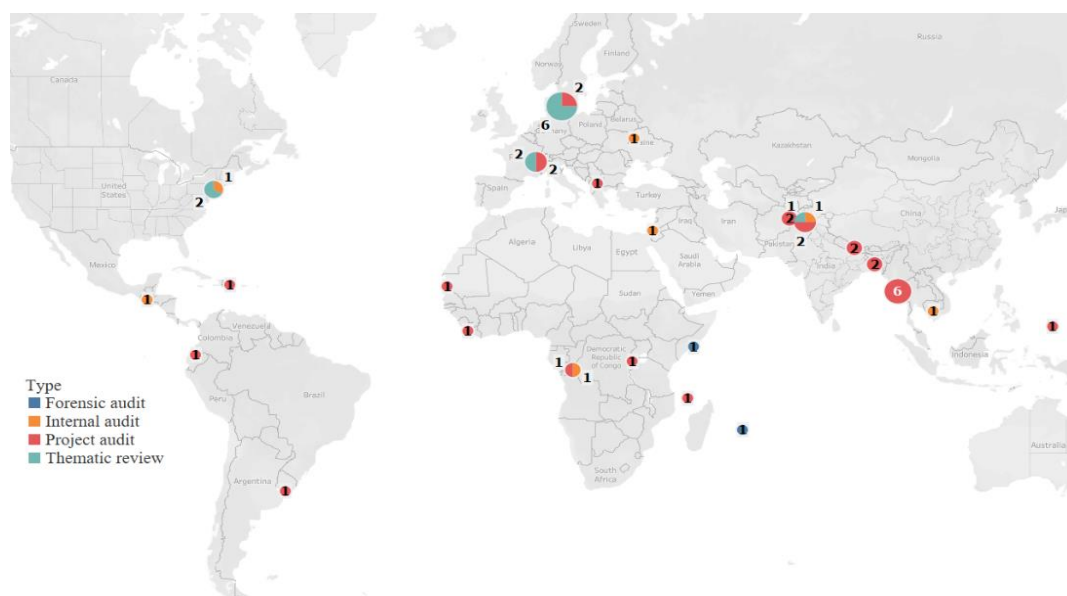 Sweden
Russia
Finland
Norway
Canada
2
6
Poland
Belarus
1
Kazakhstan
Mongolia
2
2
1
United
States
2
1
Spain
Turkey
1
1
2
2
China
Iraq
Iran
1
Pakistan
2
Algeria
Libya
Egypt
Saudi
Arabia
India
2
2
Mexico
1
1
1
Sudan
Yemen
6
1
1
Venezuela
Colombia
1
1
Democratic
Republic
of Congo
1
1
1
1
Indonesia
1
Peru
Brazil
1
1
Type
Forensic audit
Internal audit
Project audit
Thematic review
Argentina
1
South
Africa
Australia